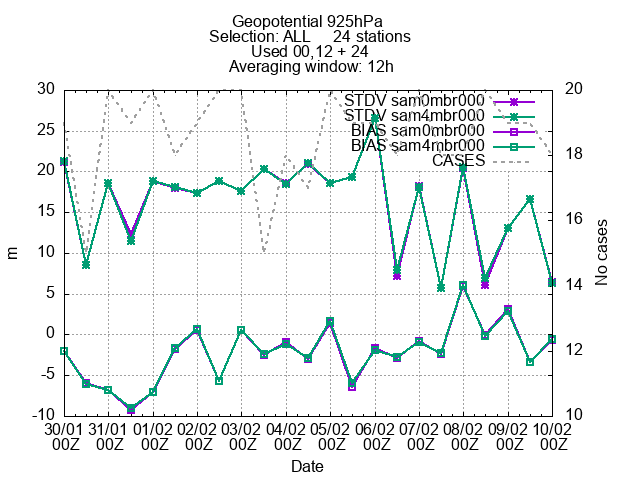 Geopotential 925hPa
Selection: ALL 24 stations
Used 00,12 + 24
Averaging window: 12h
30 20
STDV sam0mbr000
STDV sam4mbr000
25
BIAS sam0mbr000
BIAS sam4mbr000
CASES
20 18
15 16
10
m
No cases
5 14
0 12
-5
-10 10
30/01 31/01 01/02 02/02 03/02 04/02 05/02 06/02 07/02 08/02 09/02 10/02
00Z 00Z 00Z 00Z 00Z 00Z 00Z 00Z 00Z 00Z 00Z 00Z
Date